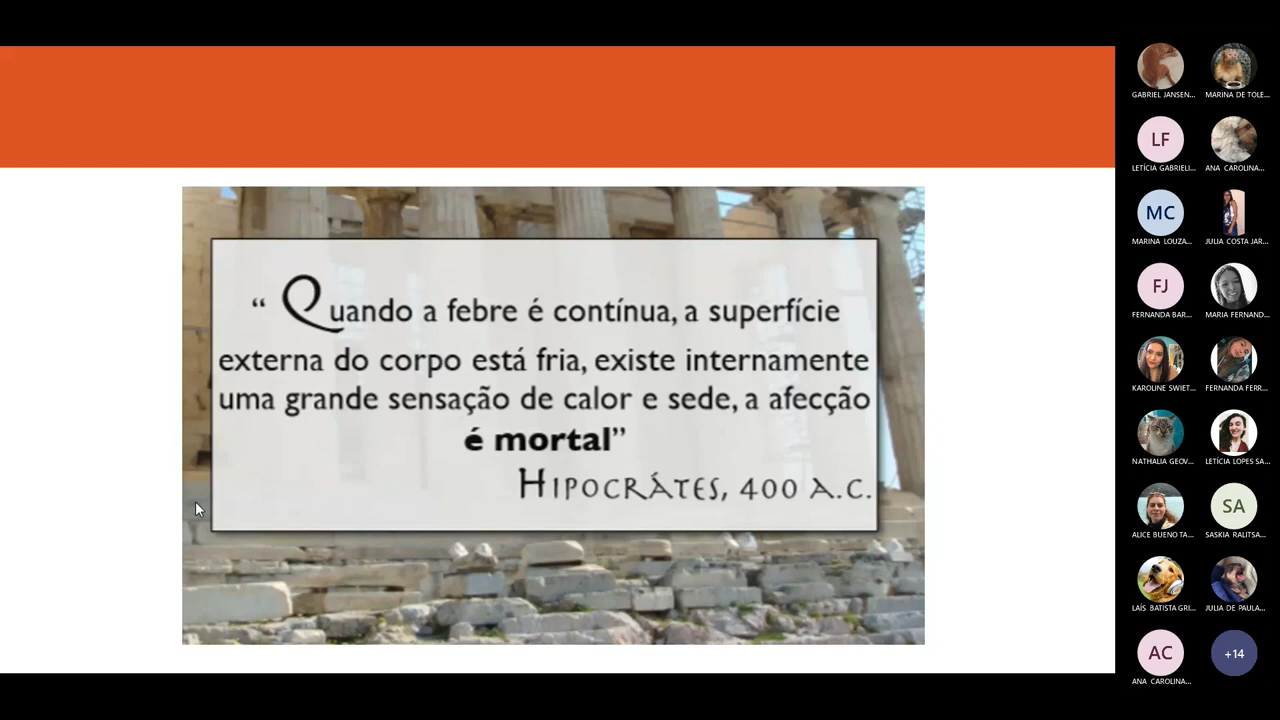 “ Quando a febre é contínua, a superfície
externa do corpo está fria, existe internamente
uma grande sensação de calor e sede, a afecção
é mortal”
HIPOCRÁTES, 400 A.C.
GABRIEL JANSEN...
MARINA DE TOLE...
LF
LETÍCIA GABRIELI...
ANA CAROLINA...
MC
MARINA LOUZA...
JULIA COSTA JAR...
FJ
FERNANDA BAR...
MARIA FERNAND...
KAROLINE SWIET...
FERNANDA FERR...
NATHALIA GEOV...
LETÍCIA LOPES SA...
SA
ALICE BUENO TA...
SASKIA RALITSA...
LAÍS BATISTA GRI...
JULIA DE PAULA...
AC
+14
ANA CAROLINA...